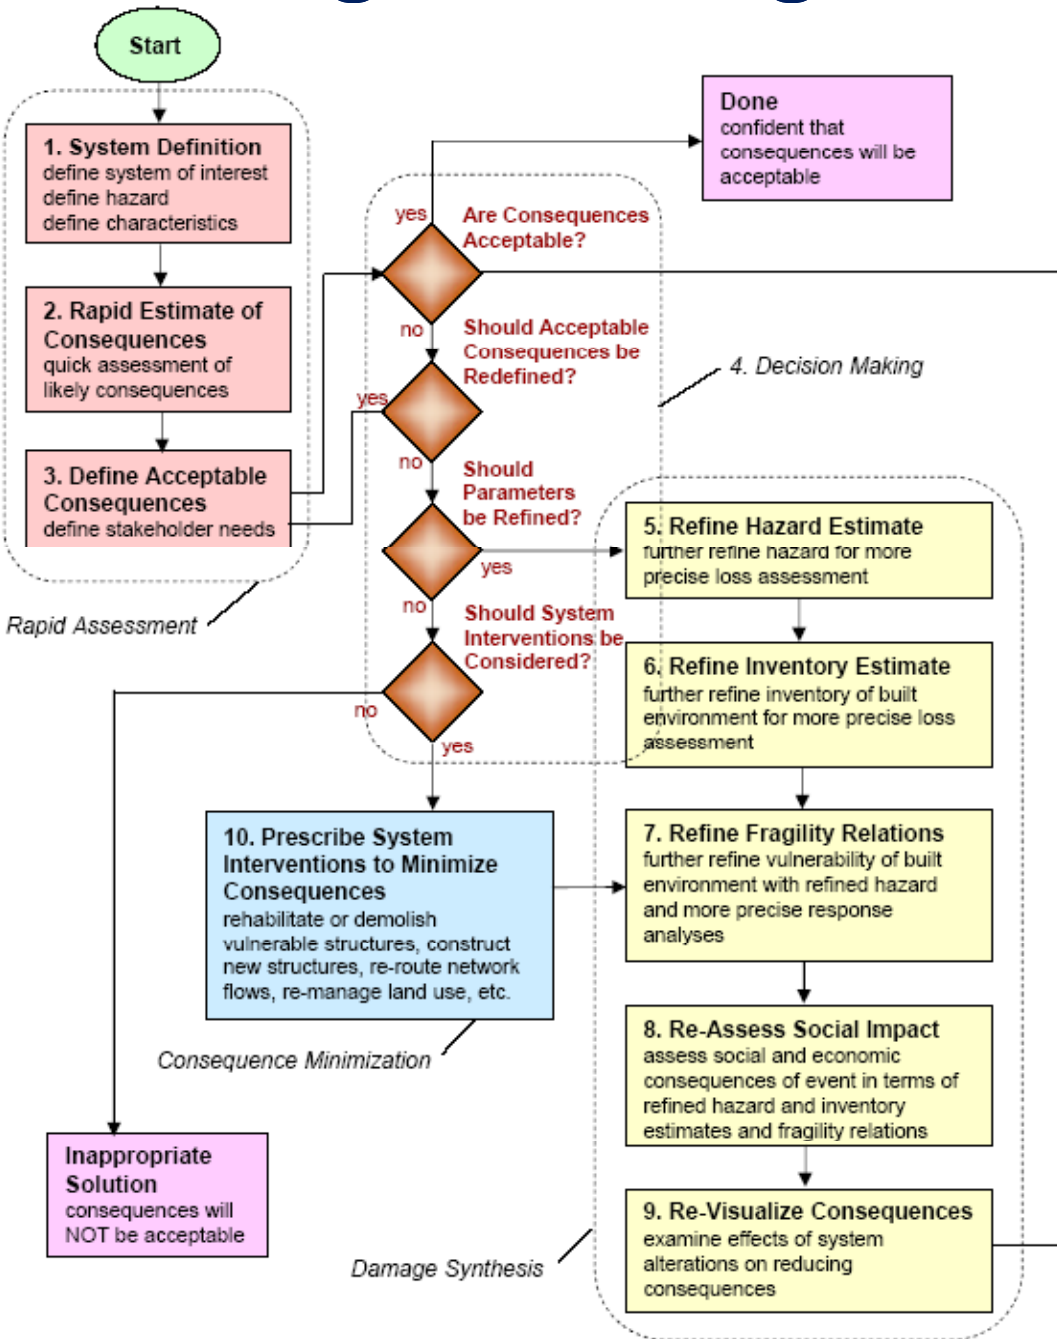 Start
1. System Definition
define system of interest
define hazard
define characteristics
2. Rapid Estimate of
Consequences
quick assessment of
likely consequences
3. Define Acceptable
Consequences
define stakeholder needs
Rapid Assessment
Done
confident that
consequences will be
acceptable
yes
Are Consequences
Acceptable?
no
Should Acceptable
Consequences be
Redefined?
yes
no
Should
Parameters
be Refined?
yes
no
Should System
Interventions be
Considered?
no
yes
4. Decision Making
5. Refine Hazard Estimate
further refine hazard for more
precise loss assessment
6. Refine Inventory Estimate
further refine inventory of built
environment for more precise loss
assessment
7. Refine Fragility Relations
further refine vulnerability of built
environment with refined hazard
and more precise response
analyses
8. Re-Assess Social Impact
assess social and economic
consequences of event in terms of
refined hazard and inventory
estimates and fragility relations
9. Re-Visualize Consequences
examine effects of system
alterations on reducing
consequences
Damage Synthesis
10. Prescribe System
Interventions to Minimize
Consequences
rehabilitate or demolish
vulnerable structures, construct
new structures, re-route network
flows, re-manage land use, etc.
Consequence Minimization
Inappropriate
Solution
consequences will
NOT be acceptable